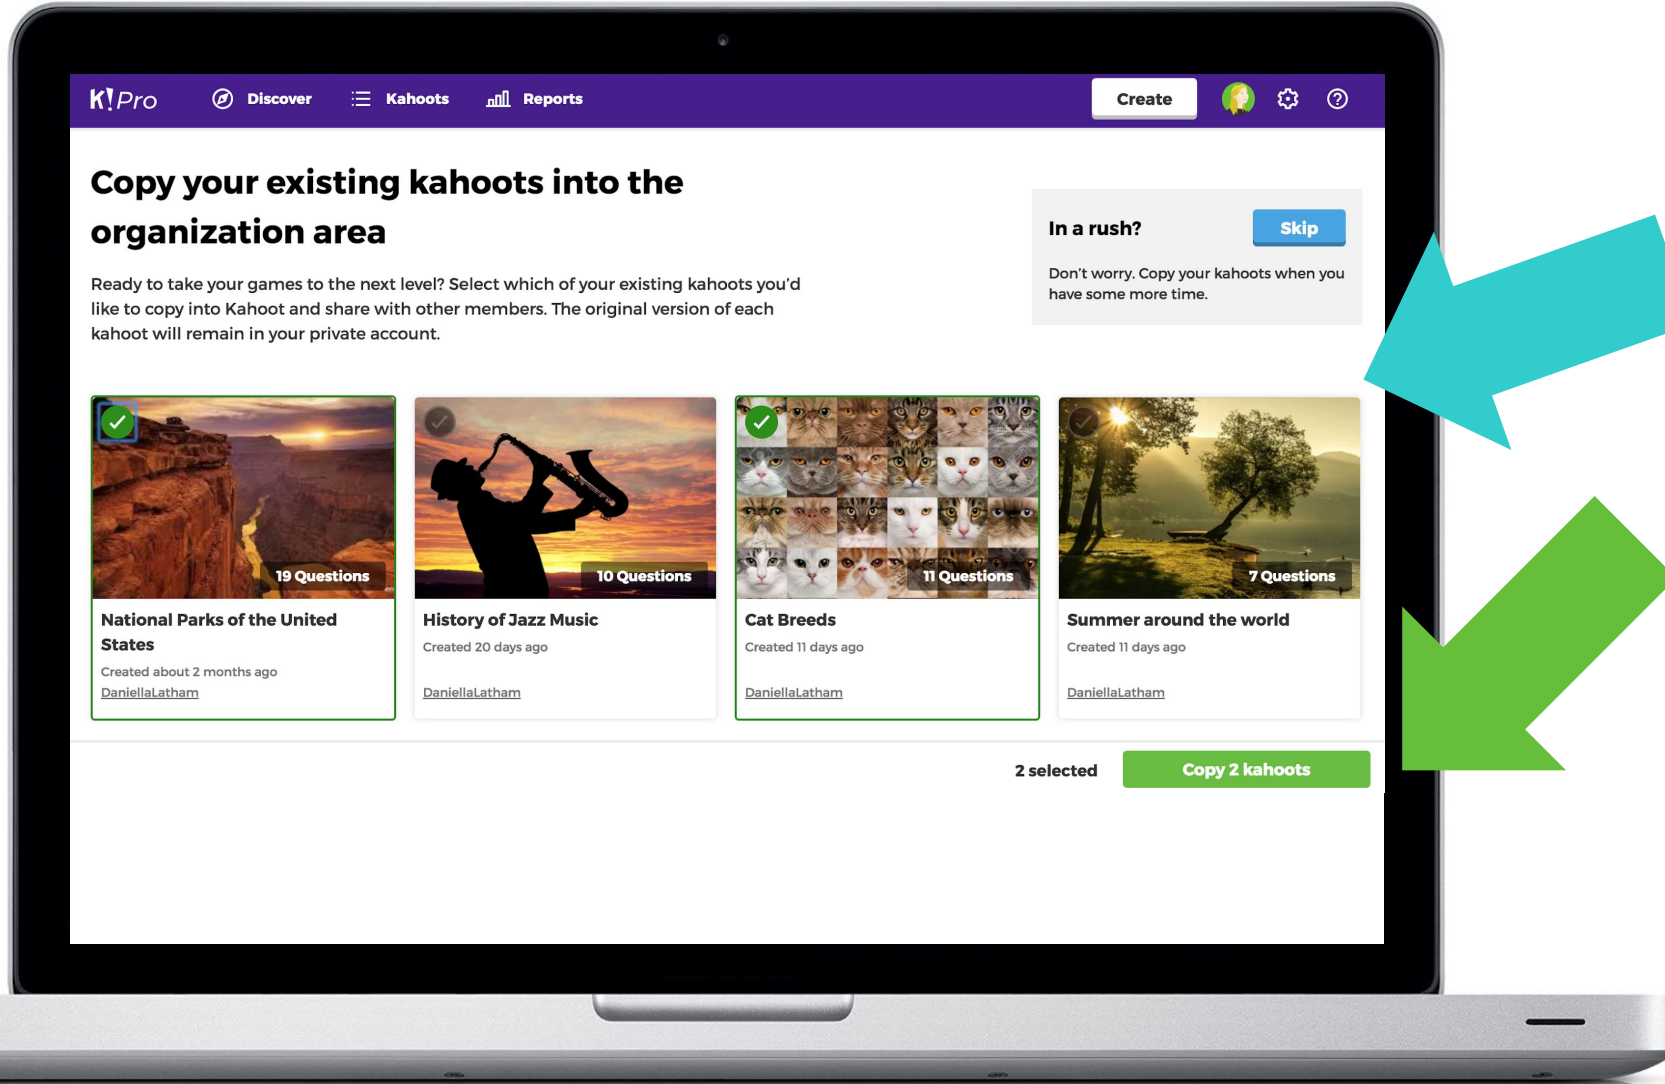 K!Pro
Discover
Kahoots
Reports
Create
Copy your existing kahoots into the
organization area
Ready to take your games to the next level? Select which of your existing kahoots you'd
like to copy into Kahoot and share with other members. The original version of each
kahoot will remain in your private account.
In a rush?
Skip
Don't worry. Copy your kahoots when you
have some more time.
19 Questions
National Parks of the United
States
Created about 2 months ago
DaniellaLatham
10 Questions
History of Jazz Music
Created 20 days ago
DaniellaLatham
11 Questions
Cat Breeds
Created 11 days ago
DaniellaLatham
7 Questions
Summer around the world
Created 11 days ago
DaniellaLatham
2 selected
Copy 2 kahoots